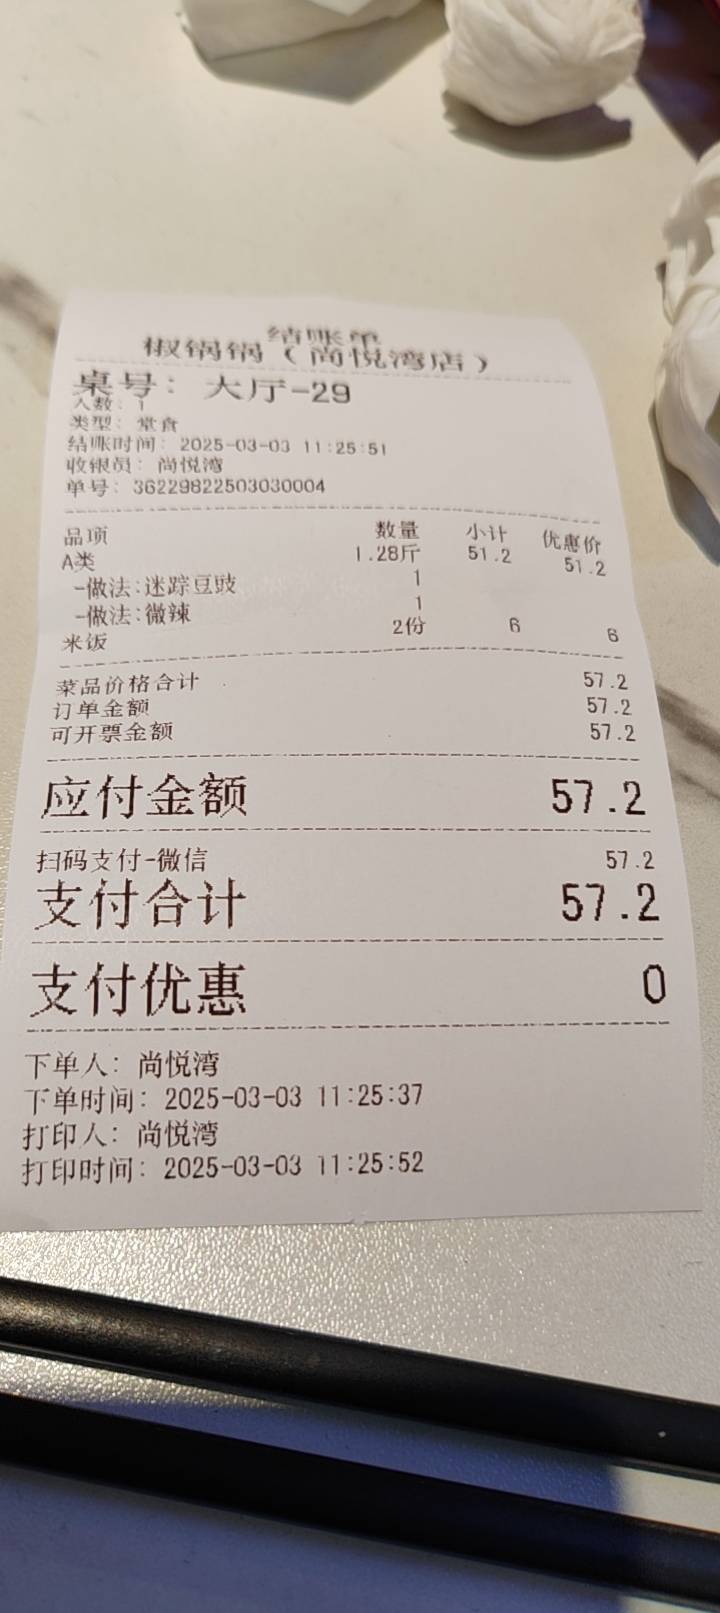 结账单
椒锅锅（尚悦湾店）
桌号：大厅-29
人数：1
类型：堂食
结账时间：2025-03-03 11:25:51
收银员：尚悦湾
单号：36229822503030004
品项 数量 小计 优惠价
A类 1.28斤 51.2 51.2
-做法:迷踪豆豉 1
-做法:微辣 1
米饭 2份 6 6
菜品价格合计 57.2
订单金额 57.2
可开票金额 57.2
应付金额 57.2
扫码支付-微信 57.2
支付合计 57.2
支付优惠 0
下单人：尚悦湾
下单时间：2025-03-03 11:25:37
打印人：尚悦湾
打印时间：2025-03-03 11:25:52